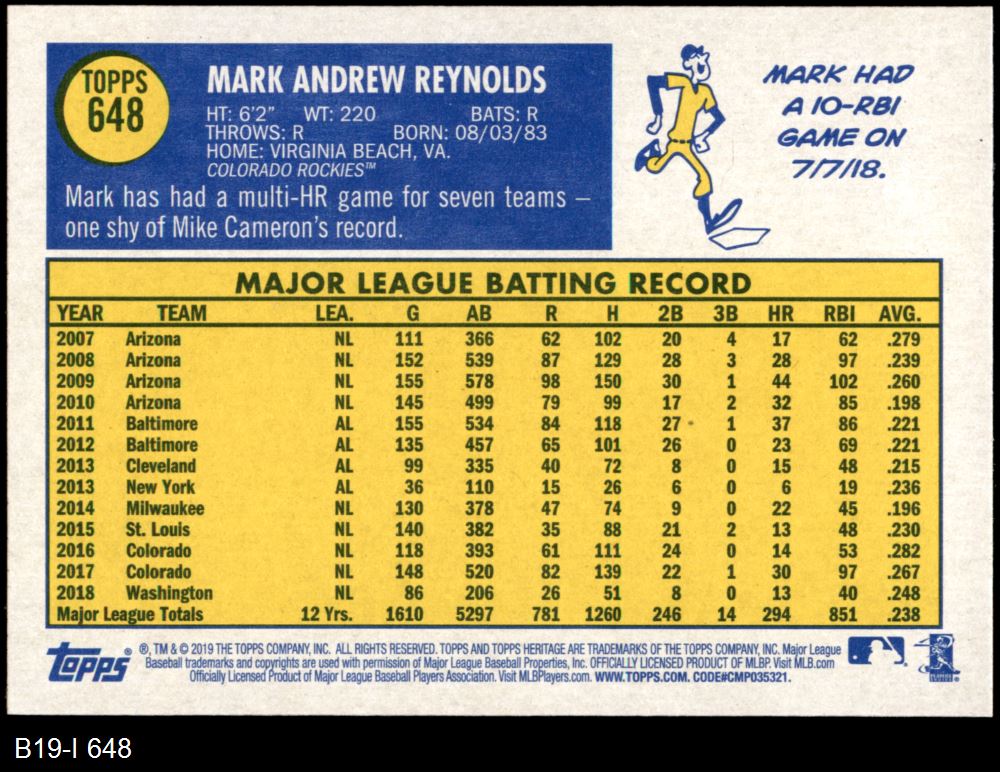 TOPPS
648
MARK ANDREW REYNOLDS
HT: 6'2" WT: 220 BATS: R
THROWS: R BORN: 08/03/83
HOME: VIRGINIA BEACH, VA.
COLORADO ROCKIES™
Mark has had a multi-HR game for seven teams –
one shy of Mike Cameron's record.
MARK HAD
A 10-RBI
GAME ON
7/7/18.
MAJOR LEAGUE BATTING RECORD
YEAR TEAM LEA. G AB R H 2B 3B HR RBI AVG.
2007 Arizona NL 111 366 62 102 20 4 17 62 .279
2008 Arizona NL 152 539 87 129 28 3 28 97 .239
2009 Arizona NL 155 578 98 150 30 1 44 102 .260
2010 Arizona NL 145 499 79 99 17 2 32 85 .198
2011 Baltimore AL 155 534 84 118 27 1 37 86 .221
2012 Baltimore AL 135 457 65 101 26 0 23 69 .221
2013 Cleveland AL 99 335 40 72 8 0 15 48 .215
2013 New York AL 36 110 15 26 6 0 6 19 .236
2014 Milwaukee NL 130 378 47 74 9 0 22 45 .196
2015 St. Louis NL 140 382 35 88 21 2 13 48 .230
2016 Colorado NL 118 393 61 111 24 0 14 53 .282
2017 Colorado NL 148 520 82 139 22 1 30 97 .267
2018 Washington NL 86 206 26 51 8 0 13 40 .248
Major League Totals 12 Yrs. 1610 5297 781 1260 246 14 294 851 .238
topps®
®, TM & © 2019 THE TOPPS COMPANY, INC. ALL RIGHTS RESERVED. TOPPS AND TOPPS HERITAGE ARE TRADEMARKS OF THE TOPPS COMPANY, INC. Major League
Baseball trademarks and copyrights are used with permission of Major League Baseball Properties, Inc. OFFICIALLY LICENSED PRODUCT OF MLBP. Visit MLB.com
Officially Licensed Product of Major League Baseball Players Association. Visit MLBPlayers.com. WWW.TOPPS.COM. CODE#CMP035321.
B19-I 648